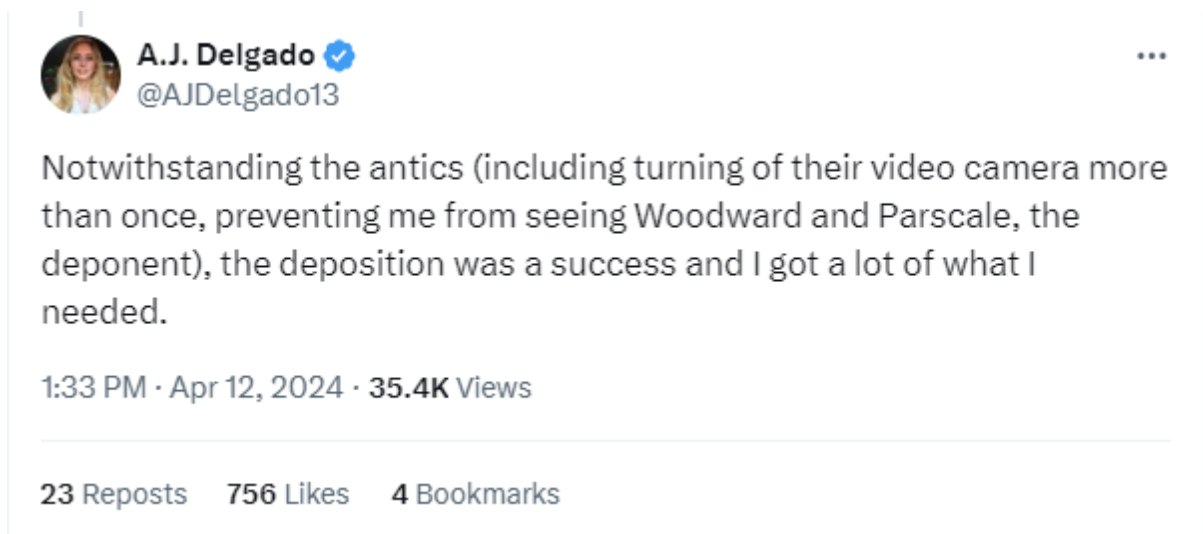 A.J. Delgado
@AJDelgado13
Notwithstanding the antics (including turning of their video camera more
than once, preventing me from seeing Woodward and Parscale, the
deponent), the deposition was a success and I got a lot of what I
needed.
1:33 PM · Apr 12, 2024 · 35.4K Views
23 Reposts 756 Likes 4 Bookmarks